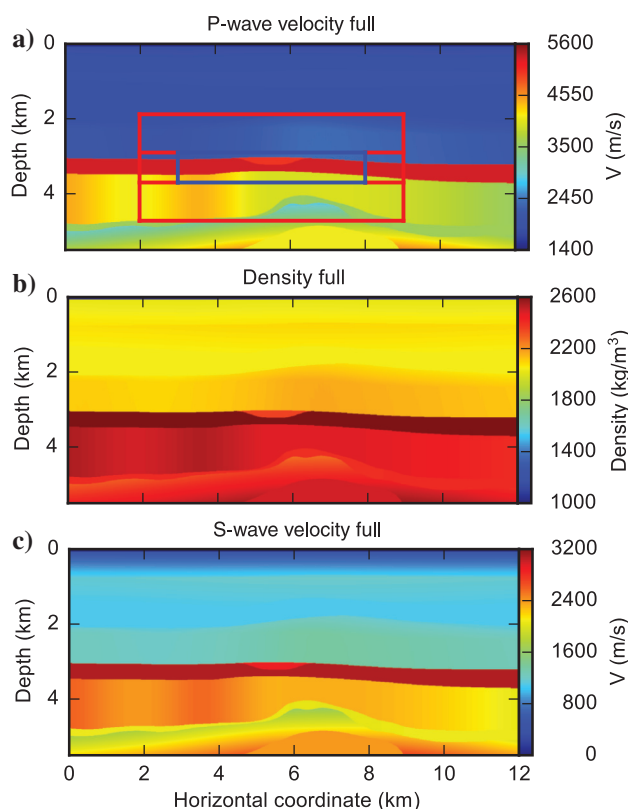 a)
P-wave velocity full
0
2
4
Depth (km)
5600
4550
3500
2450
1400
V (m/s)
b)
Density full
0
2
4
Depth (km)
2600
2200
1800
1400
1000
Density (kg/m³)
c)
S-wave velocity full
0
2
4
Depth (km)
3200
2400
1600
800
0
V (m/s)
0 2 4 6 8 10 12
Horizontal coordinate (km)